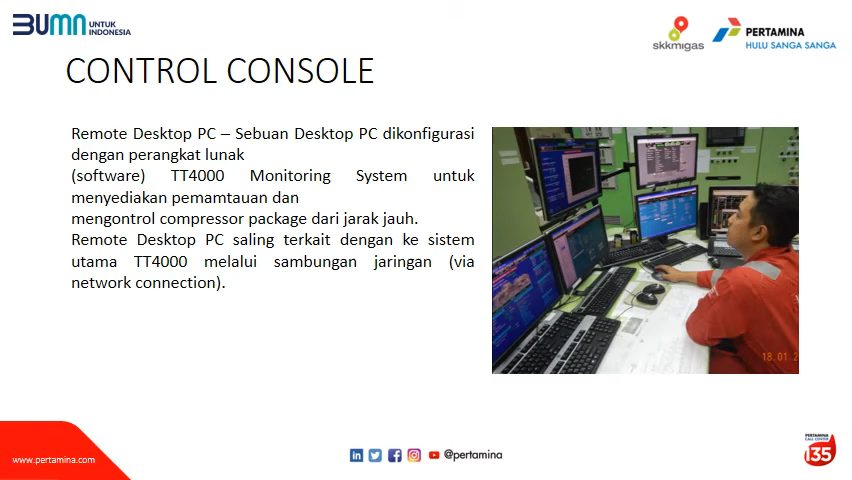 BUMN UNTUK
INDONESIA
skkmigas
PERTAMINA
HULU SANGA SANGA
CONTROL CONSOLE
Remote Desktop PC – Sebuan Desktop PC dikonfigurasi
dengan perangkat lunak
(software) TT4000 Monitoring System untuk
menyediakan pemamtauan dan
mengontrol compressor package dari jarak jauh.
Remote Desktop PC saling terkait dengan ke sistem
utama TT4000 melalui sambungan jaringan (via
network connection).
18.01.2
www.pertamina.com
@pertamina
PERTAMINA
CALL CENTER
135